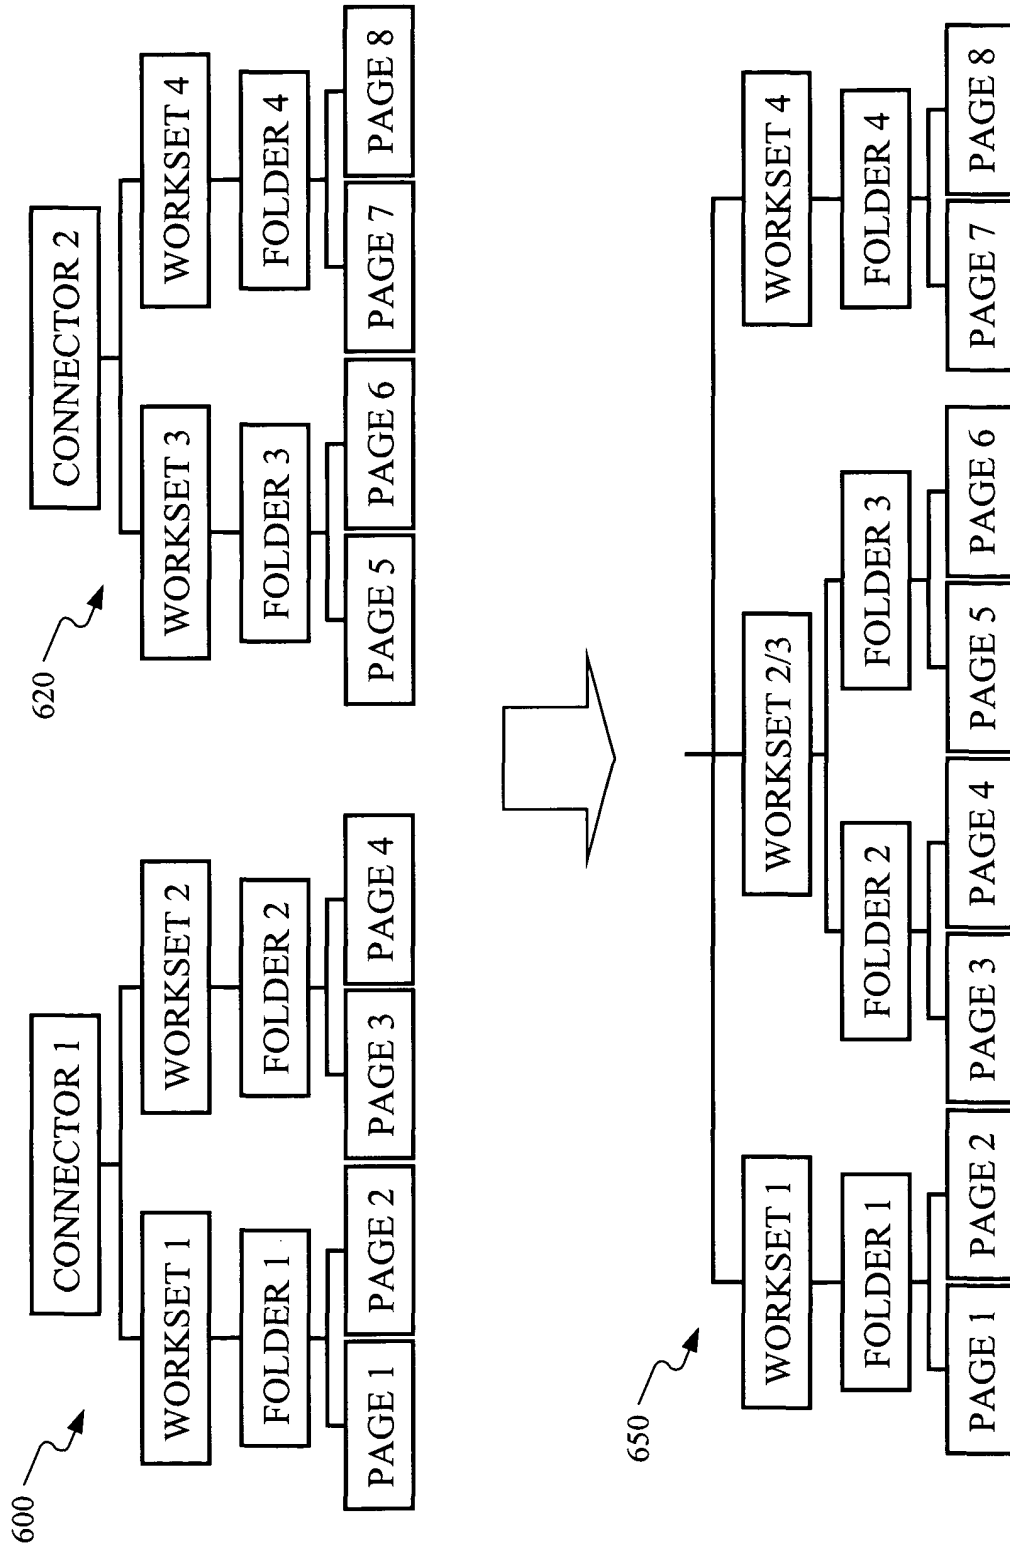 600
CONNECTOR 1
WORKSET 1
WORKSET 2
FOLDER 1
FOLDER 2
PAGE 1
PAGE 2
PAGE 3
PAGE 4
620
CONNECTOR 2
WORKSET 3
WORKSET 4
FOLDER 3
FOLDER 4
PAGE 5
PAGE 6
PAGE 7
PAGE 8
650
WORKSET 1
WORKSET 2/3
WORKSET 4
FOLDER 1
FOLDER 2
FOLDER 3
FOLDER 4
PAGE 1
PAGE 2
PAGE 3
PAGE 4
PAGE 5
PAGE 6
PAGE 7
PAGE 8